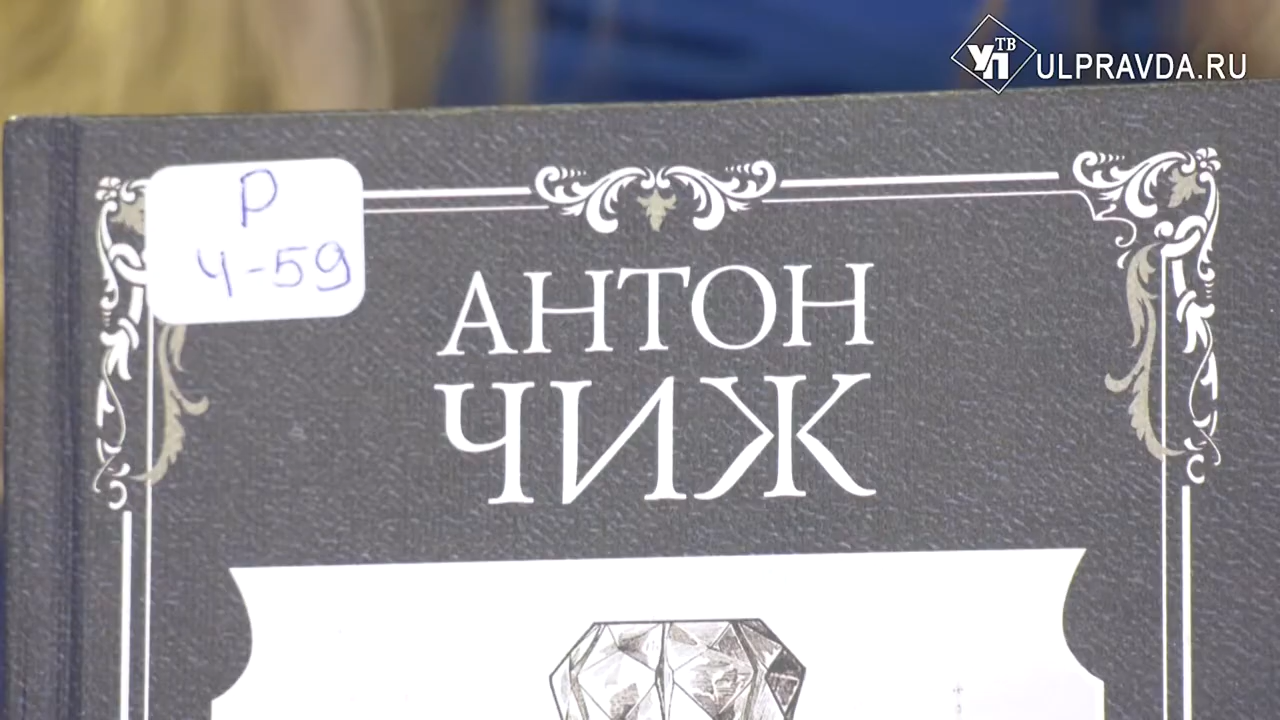 УП ТВ ULPRAVDA.RU
Р
Ч-59
АНТОН
ЧИЖ